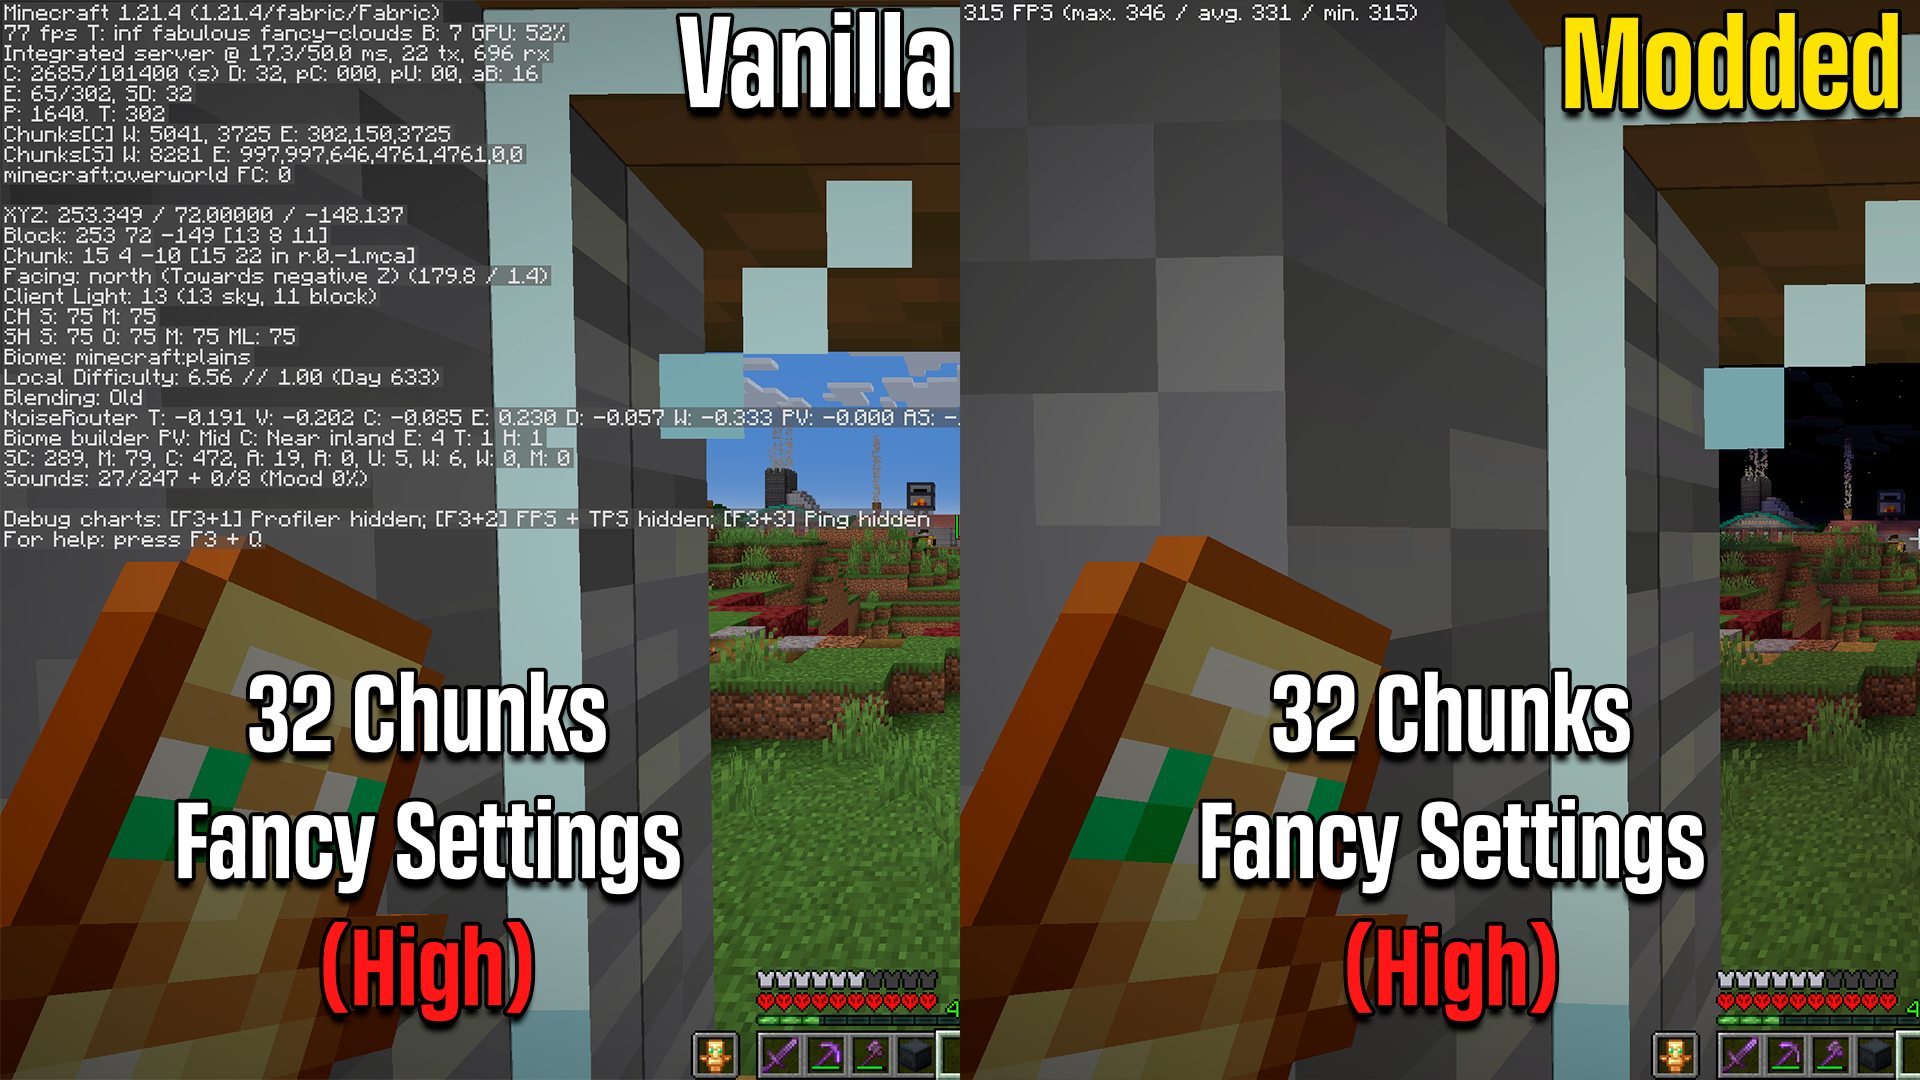 Minecraft 1.21.4 (1.21.4/fabric/Fabric)
77 fps T: inf fabulous fancy-clouds B: 7 GPU: 52%
Integrated server @ 17.3/50.0 ms, 22 tx, 696 rx
C: 2685/101400 (s) D: 32, pC: 000, pU: 00, aB: 16
E: 65/302, SD: 32
P: 1640. T: 302
Chunks[C] W: 5041, 3725 E: 302,150,3725
Chunks[S] W: 8281 E: 997,997,646,4761,4761,0,0
minecraft:overworld FC: 0
XYZ: 253.349 / 72.00000 / -148.137
Block: 253 72 -149 [13 8 11]
Chunk: 15 4 -10 [15 22 in r.0.-1.mca]
Facing: north (Towards negative Z) (179.8 / 1.4)
Client Light: 13 (13 sky, 11 block)
CH S: 75 M: 75
SH S: 75 O: 75 M: 75 ML: 75
Biome: minecraft:plains
Local Difficulty: 6.56 // 1.00 (Day 633)
Blending: Old
NoiseRouter T: -0.191 V: -0.202 C: -0.085 E: 0.230 D: -0.057 W: -0.333 PV: -0.000 AS: -
Biome builder PV: Mid C: Near inland E: 4 T: 1 H: 1
SC: 289, M: 79, C: 472, A: 19, A: 0, U: 5, W: 6, W: 0, M: 0
Sounds: 27/247 + 0/8 (Mood 0%)
Debug charts: [F3+1] Profiler hidden; [F3+2] FPS + TPS hidden; [F3+3] Ping hidden
For help: press F3 + Q
Vanilla
32 Chunks
Fancy Settings
(High)
4
315 FPS (max. 346 / avg. 331 / min. 315)
Modded
32 Chunks
Fancy Settings
(High)
4